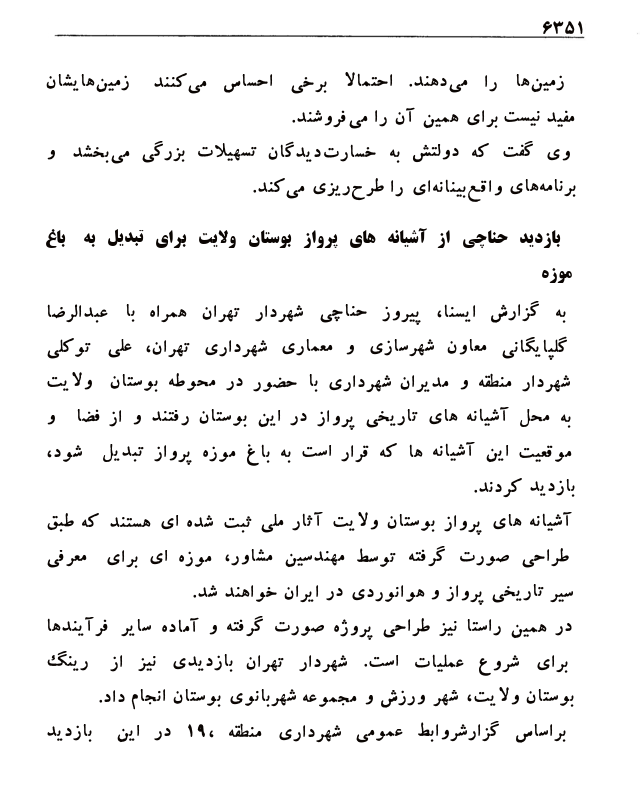 ۶۳۵۱
زمین‌ها را می‌دهند. احتمالا برخی احساس می‌کنند زمین‌هایشان
مفید نیست برای همین آن را می‌فروشند.
وی گفت که دولتش به خسارت‌دیدگان تسهیلات بزرگی می‌بخشد و
برنامه‌های واقع‌بینانه‌ای را طرح‌ریزی می‌کند.
بازدید حناچی از آشیانه های پرواز بوستان ولایت برای تبدیل به باغ
موزه
به گزارش ایسنا، پیروز حناچی شهردار تهران همراه با عبدالرضا
گلپایگانی معاون شهرسازی و معماری شهرداری تهران، علی توکلی
شهردار منطقه و مدیران شهرداری با حضور در محوطه بوستان ولایت
به محل آشیانه های تاریخی پرواز در این بوستان رفتند و از فضا و
موقعیت این آشیانه ها که قرار است به باغ موزه پرواز تبدیل شود،
بازدید کردند.
آشیانه های پرواز بوستان ولایت آثار ملی ثبت شده ای هستند که طبق
طراحی صورت گرفته توسط مهندسین مشاور، موزه ای برای معرفی
سیر تاریخی پرواز و هوانوردی در ایران خواهند شد.
در همین راستا نیز طراحی پروژه صورت گرفته و آماده سایر فرآیندها
برای شروع عملیات است. شهردار تهران بازدیدی نیز از رینگ
بوستان ولایت، شهر ورزش و مجموعه شهربانوی بوستان انجام داد.
براساس گزارشروابط عمومی شهرداری منطقه ۱۹، در این بازدید